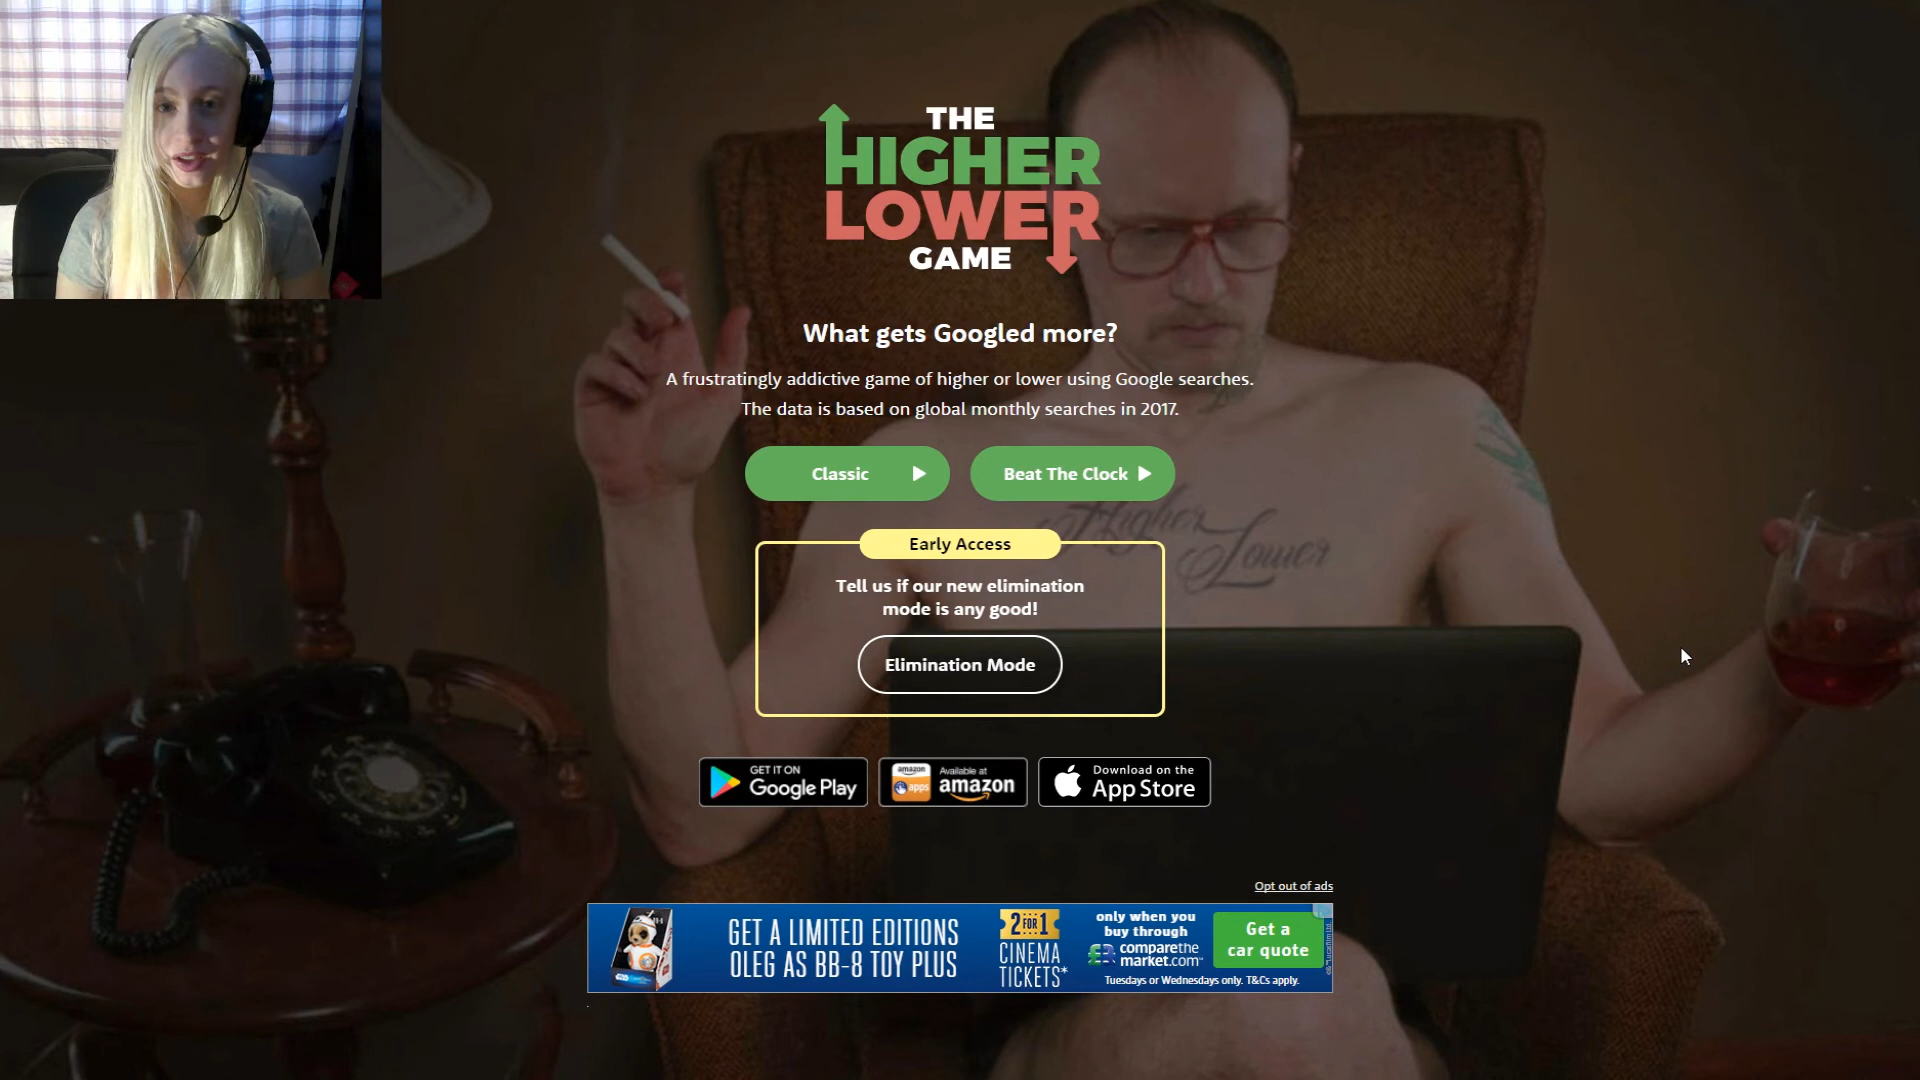 THE
HIGHER
LOWER
GAME
What gets Googled more?
A frustratingly addictive game of higher or lower using Google searches.
The data is based on global monthly searches in 2017.
Classic
Beat The Clock
Higher
Lower
Early Access
Tell us if our new elimination
mode is any good!
Elimination Mode
GET IT ON
Google Play
amazon
apps
Available at
amazon
Download on the
App Store
Opt out of ads
GET A LIMITED EDITIONS
OLEG AS BB-8 TOY PLUS
2 FOR 1
CINEMA
TICKETS*
only when you
buy through
comparethe
market.com
Get a
car quote
Tuesdays or Wednesdays only. T&Cs apply.